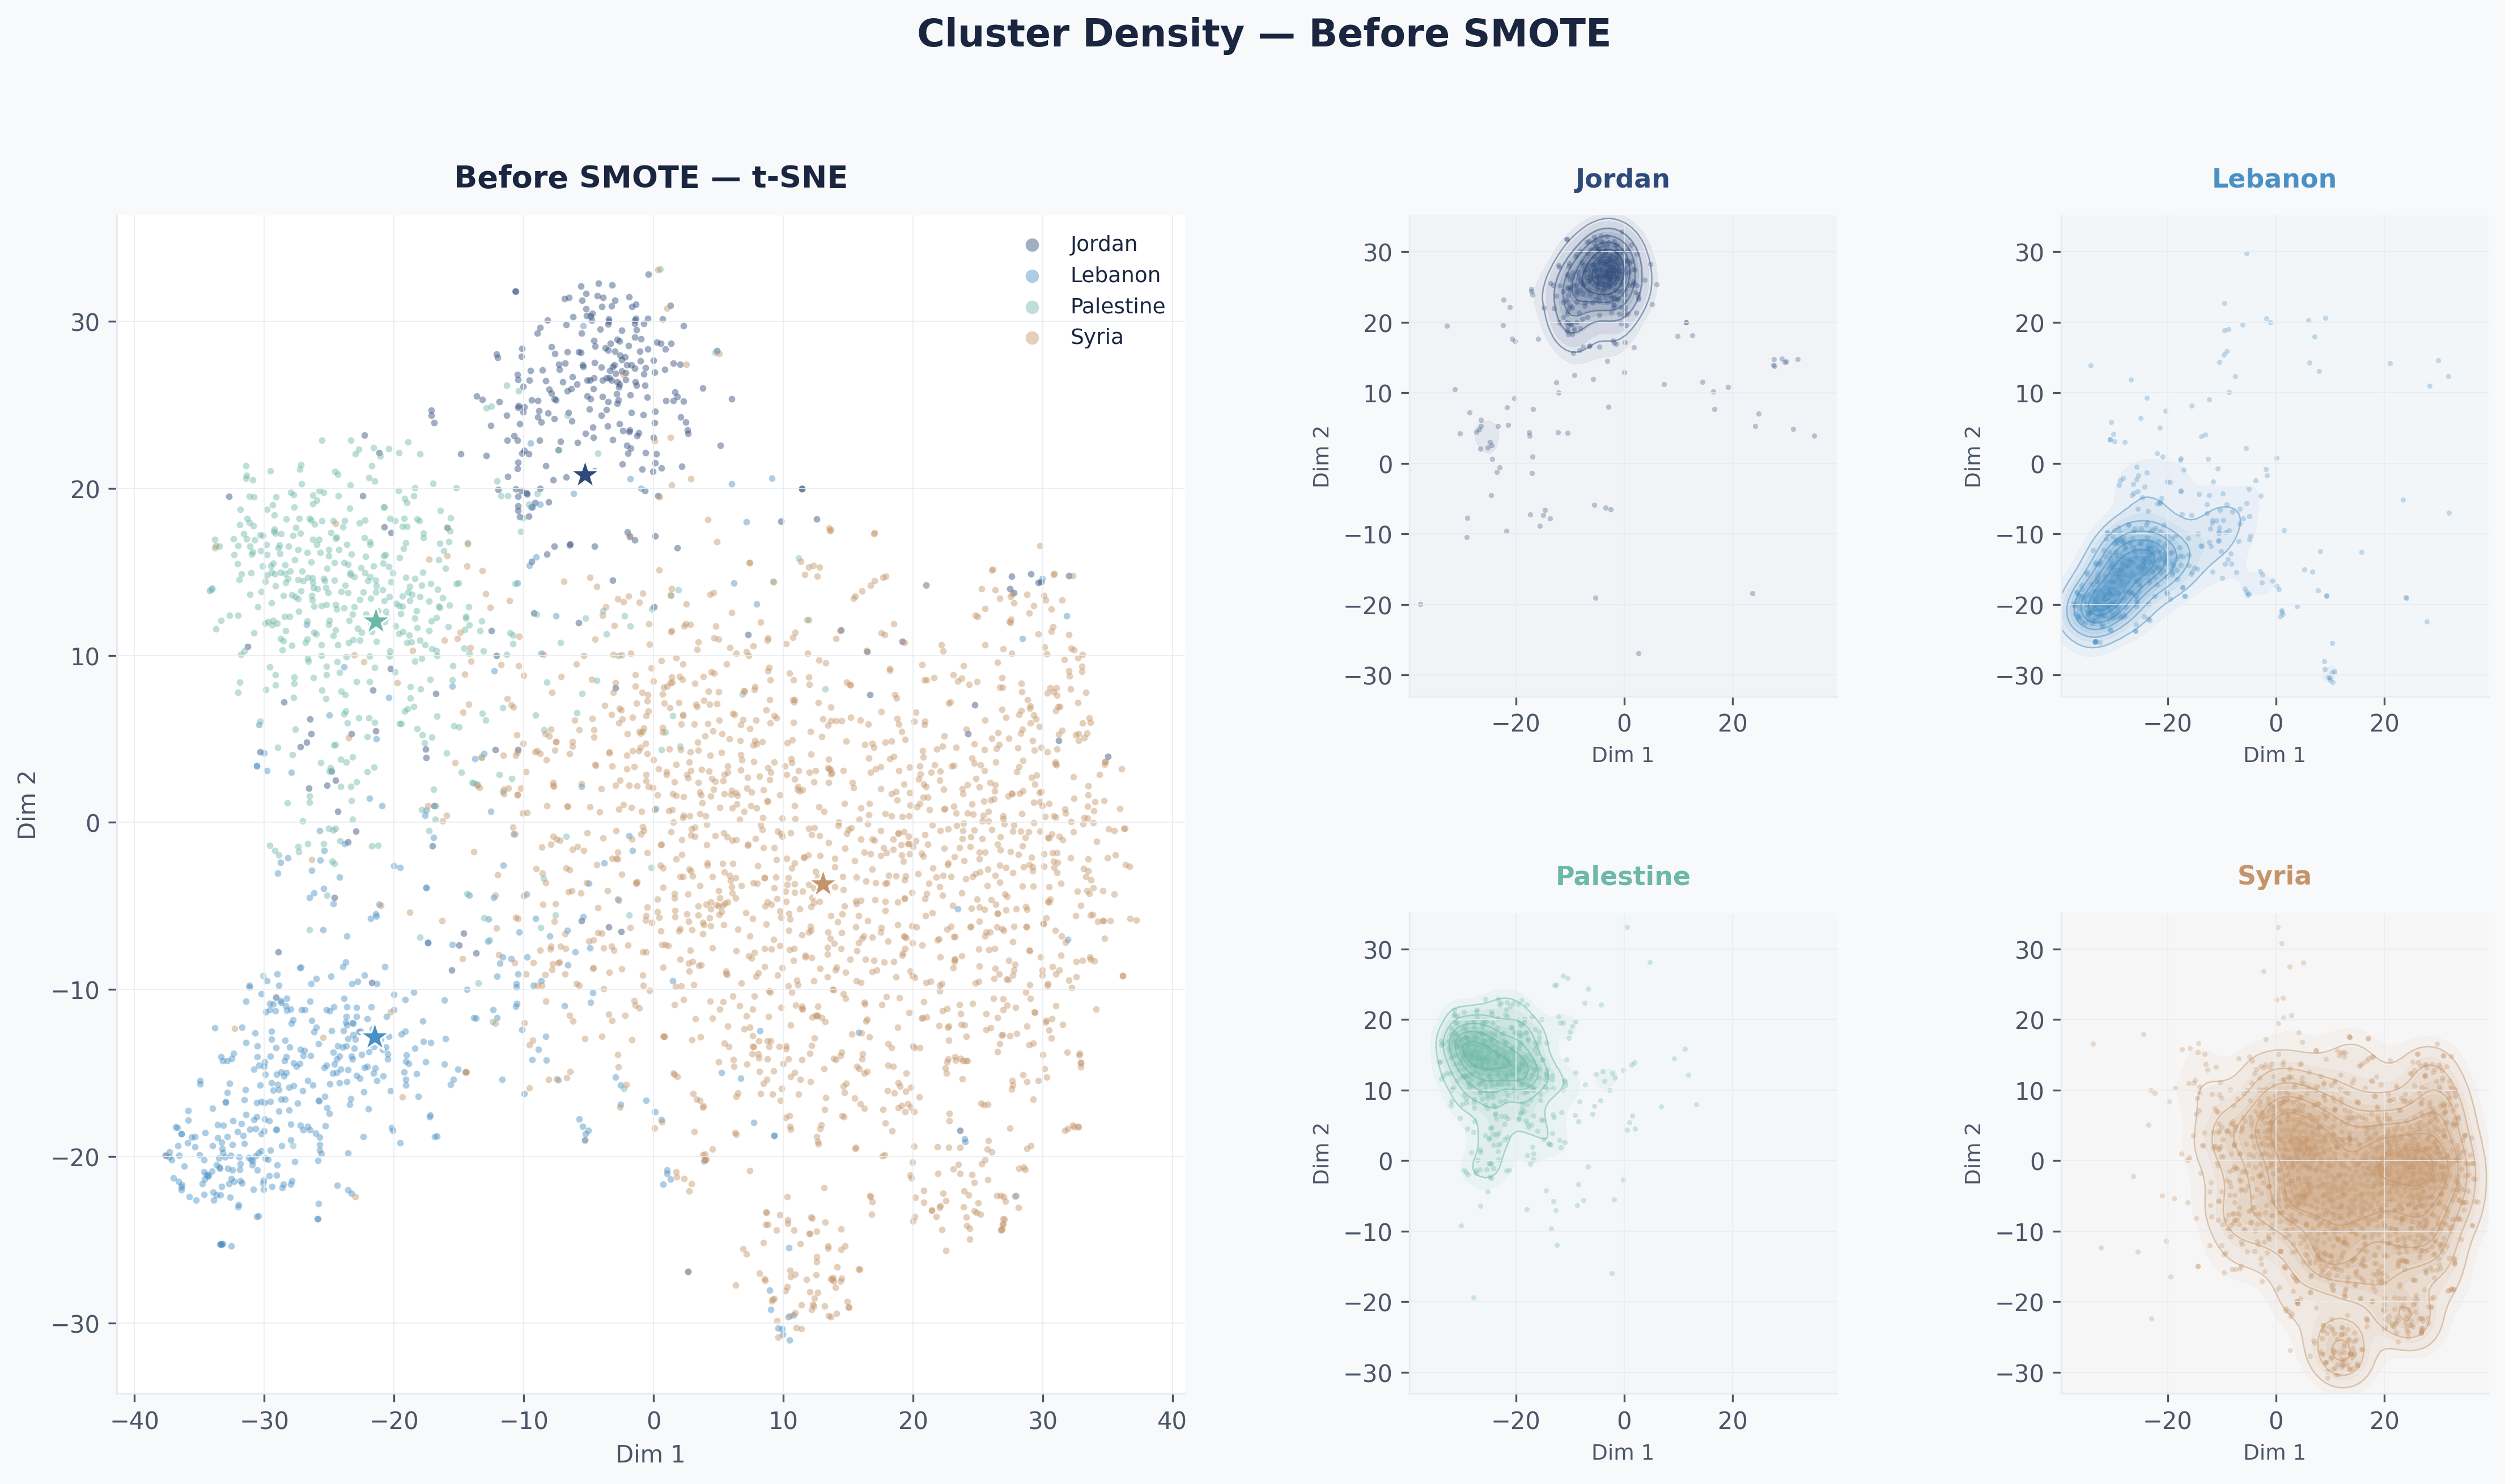 Cluster Density — Before SMOTE
Before SMOTE — t-SNE
Jordan
Lebanon
Palestine
Syria
30
20
10
0
−10
−20
−30
Dim 2
−40 −30 −20 −10 0 10 20 30 40
Dim 1
Jordan
30
20
10
0
−10
−20
−30
Dim 2
−20 0 20
Dim 1
Lebanon
30
20
10
0
−10
−20
−30
Dim 2
−20 0 20
Dim 1
Palestine
30
20
10
0
−10
−20
−30
Dim 2
−20 0 20
Dim 1
Syria
30
20
10
0
−10
−20
−30
Dim 2
−20 0 20
Dim 1